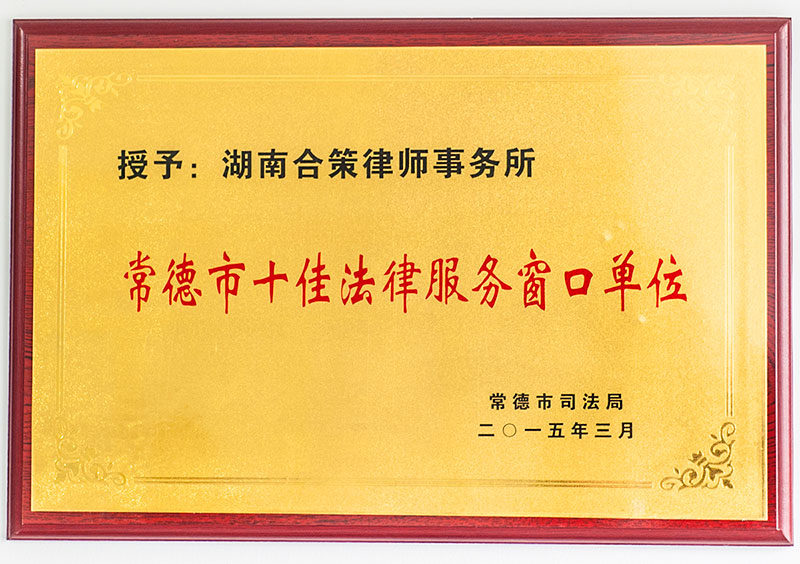 授予：湖南合策律师事务所
常德市十佳法律服务窗口单位
常德市司法局
二〇一五年三月